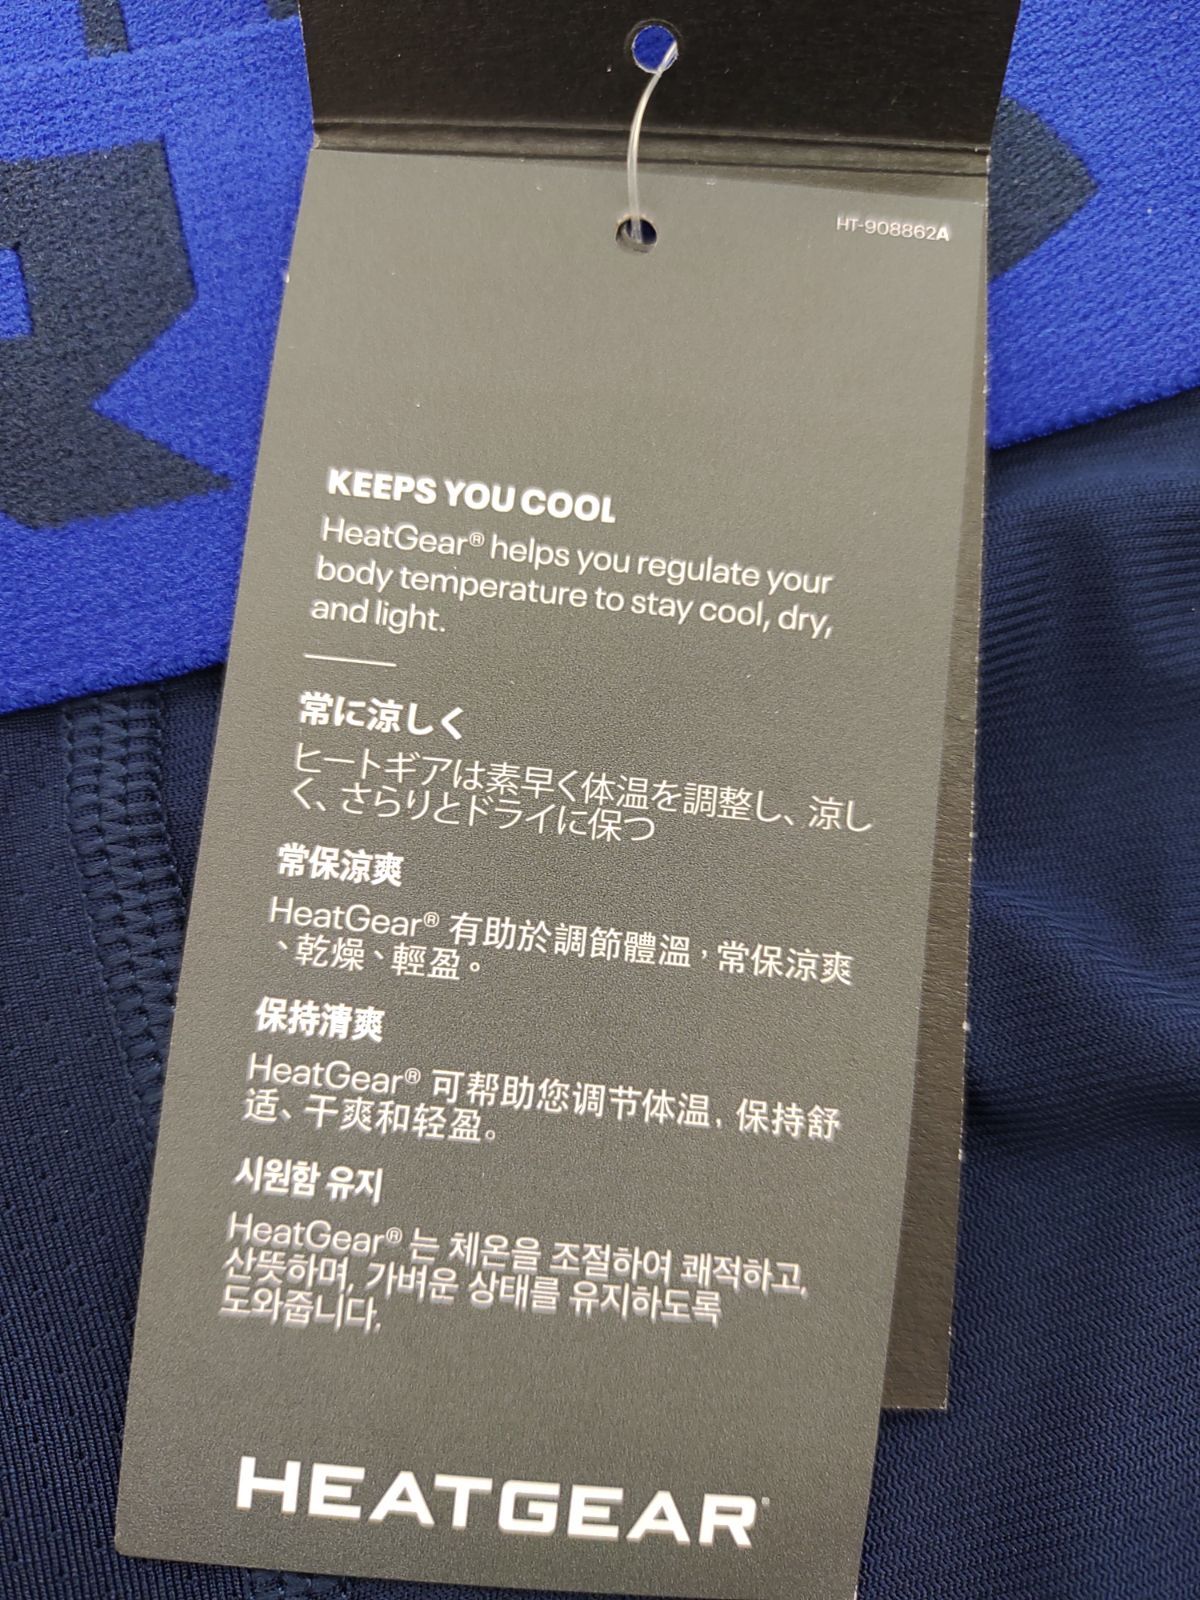 HT-908862A
KEEPS YOU COOL
HeatGear® helps you regulate your
body temperature to stay cool, dry,
and light.
常に涼しく
ヒートギアは素早く体温を調整し、涼し
く、さらりとドライに保つ
常保涼爽
HeatGear® 有助於調節體溫，常保涼爽
、乾燥、輕盈。
保持清爽
HeatGear® 可帮助您调节体温，保持舒
适、干爽和轻盈。
시원함 유지
HeatGear® 는 체온을 조절하여 쾌적하고,
산뜻하며, 가벼운 상태를 유지하도록
도와줍니다.
HEATGEAR